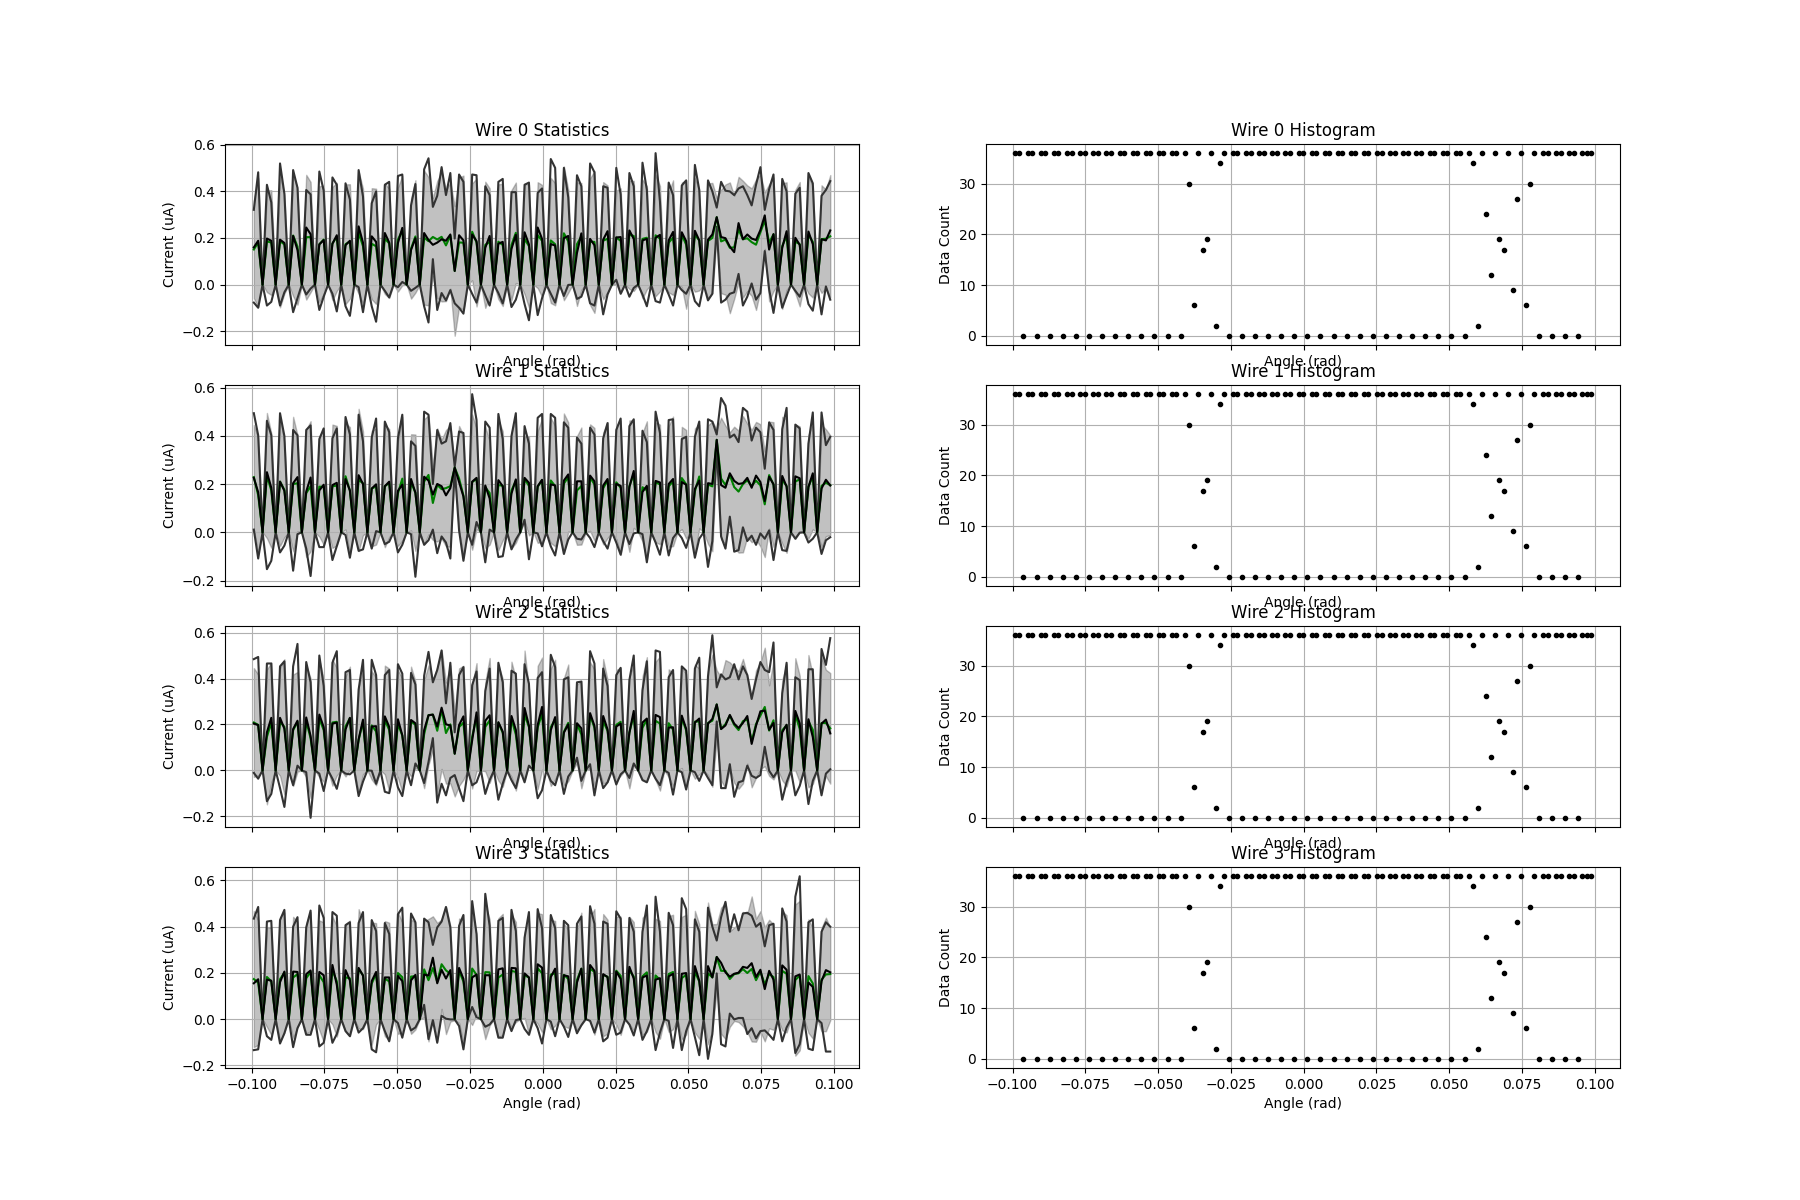 Wire 0 Statistics
0.6
0.4
0.2
0.0
−0.2
Current (uA)
Angle (rad)
Wire 0 Histogram
30
20
10
0
Data Count
Angle (rad)
Wire 1 Statistics
0.6
0.4
0.2
0.0
−0.2
Current (uA)
Angle (rad)
Wire 1 Histogram
30
20
10
0
Data Count
Angle (rad)
Wire 2 Statistics
0.6
0.4
0.2
0.0
−0.2
Current (uA)
Angle (rad)
Wire 2 Histogram
30
20
10
0
Data Count
Angle (rad)
Wire 3 Statistics
0.6
0.4
0.2
0.0
−0.2
Current (uA)
−0.100 −0.075 −0.050 −0.025 0.000 0.025 0.050 0.075 0.100
Angle (rad)
Wire 3 Histogram
30
20
10
0
Data Count
−0.100 −0.075 −0.050 −0.025 0.000 0.025 0.050 0.075 0.100
Angle (rad)